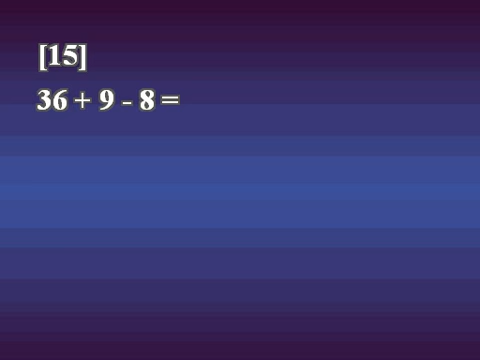 [15]
36 + 9 - 8 =